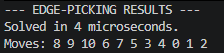 --- EDGE-PICKING RESULTS ---
Solved in 4 microseconds.
Moves: 8 9 10 6 7 5 3 4 0 1 2